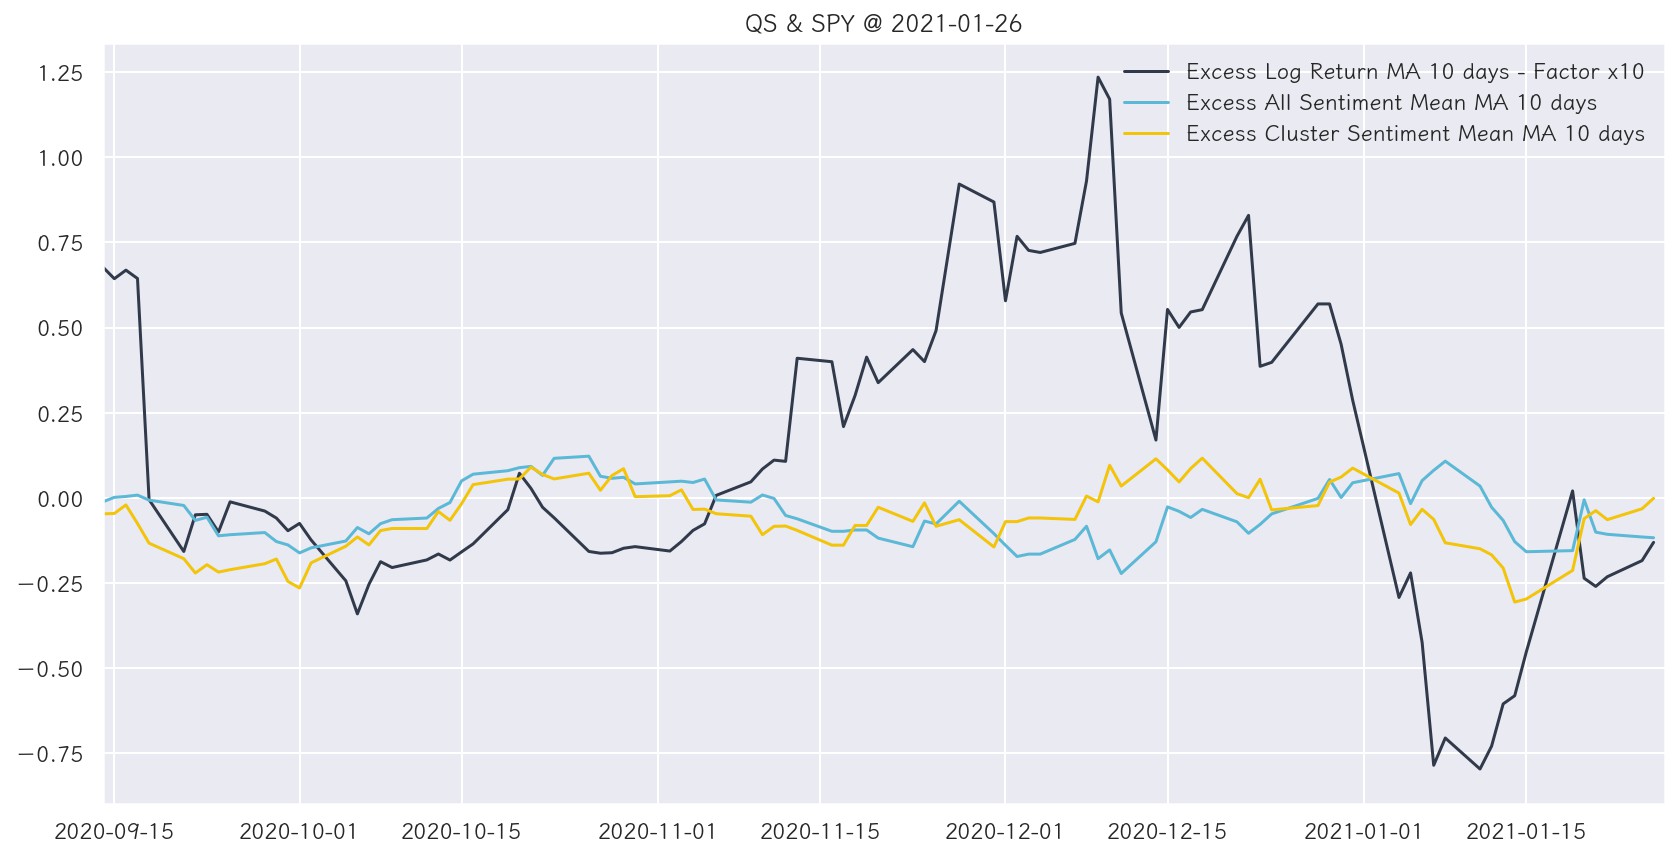 QS & SPY @ 2021-01-26
Excess Log Return MA 10 days - Factor x10
Excess All Sentiment Mean MA 10 days
Excess Cluster Sentiment Mean MA 10 days
1.25
1.00
0.75
0.50
0.25
0.00
−0.25
−0.50
−0.75
2020-09-15 2020-10-01 2020-10-15 2020-11-01 2020-11-15 2020-12-01 2020-12-15 2021-01-01 2021-01-15